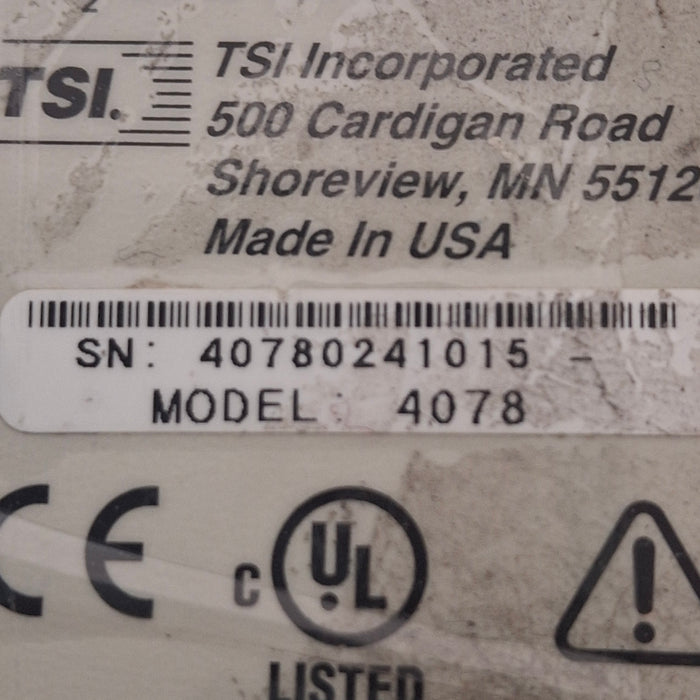 TSI.
TSI Incorporated
500 Cardigan Road
Shoreview, MN 5512
Made In USA
SN: 40780241015 -
MODEL: 4078
CE
C UL
LISTED